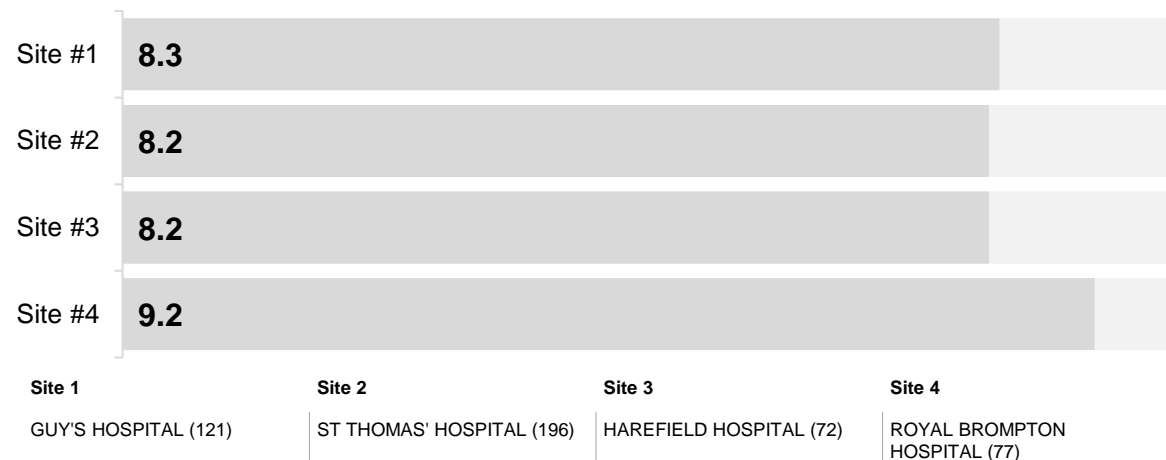 Site #1 8.3
Site #2 8.2
Site #3 8.2
Site #4 9.2
Site 1 Site 2 Site 3 Site 4
GUY'S HOSPITAL (121) ST THOMAS' HOSPITAL (196) HAREFIELD HOSPITAL (72) ROYAL BROMPTON
HOSPITAL (77)